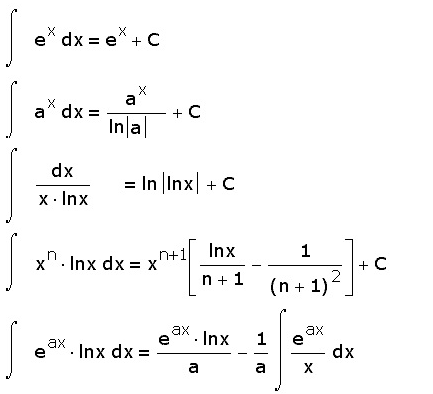 ∫ e^x dx = e^x + C
∫ a^x dx = a^x / ln|a| + C
∫ dx / (x · lnx) = ln |lnx| + C
∫ x^n · lnx dx = x^(n+1) [ lnx / (n + 1) − 1 / (n + 1)^2 ] + C
∫ e^(ax) · lnx dx = (e^(ax) · lnx) / a − (1 / a) ∫ (e^(ax) / x) dx